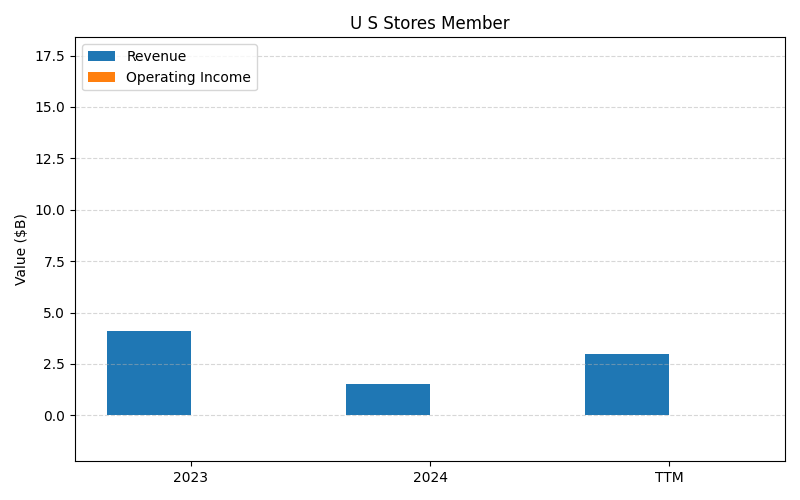 U S Stores Member
Revenue
Operating Income
Value ($B)
17.5
15.0
12.5
10.0
7.5
5.0
2.5
0.0
2023 2024 TTM